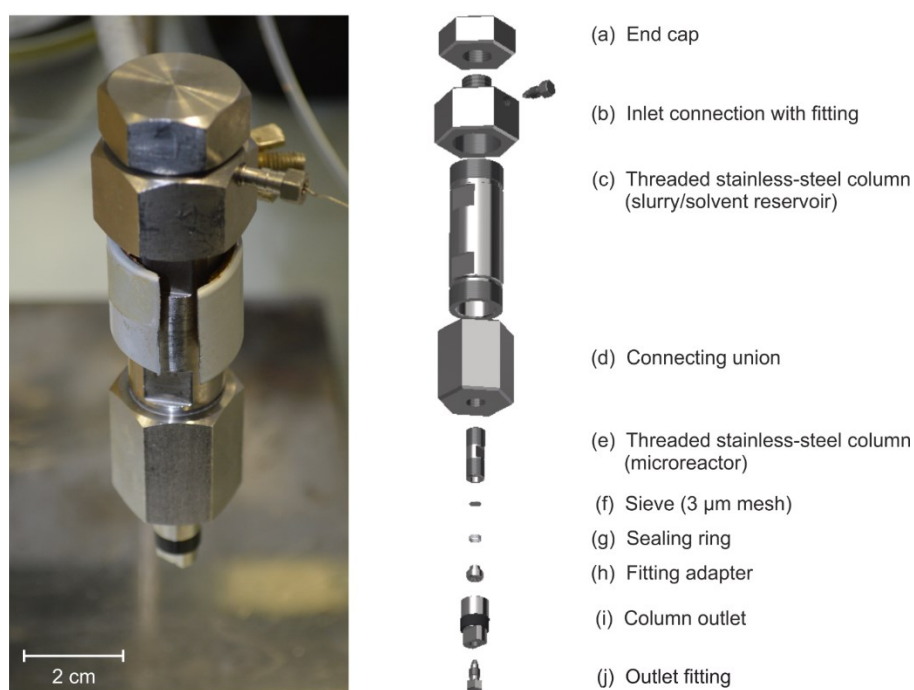 (a) End cap
(b) Inlet connection with fitting
(c) Threaded stainless-steel column
(slurry/solvent reservoir)
(d) Connecting union
(e) Threaded stainless-steel column
(microreactor)
(f) Sieve (3 µm mesh)
(g) Sealing ring
(h) Fitting adapter
(i) Column outlet
(j) Outlet fitting
2 cm